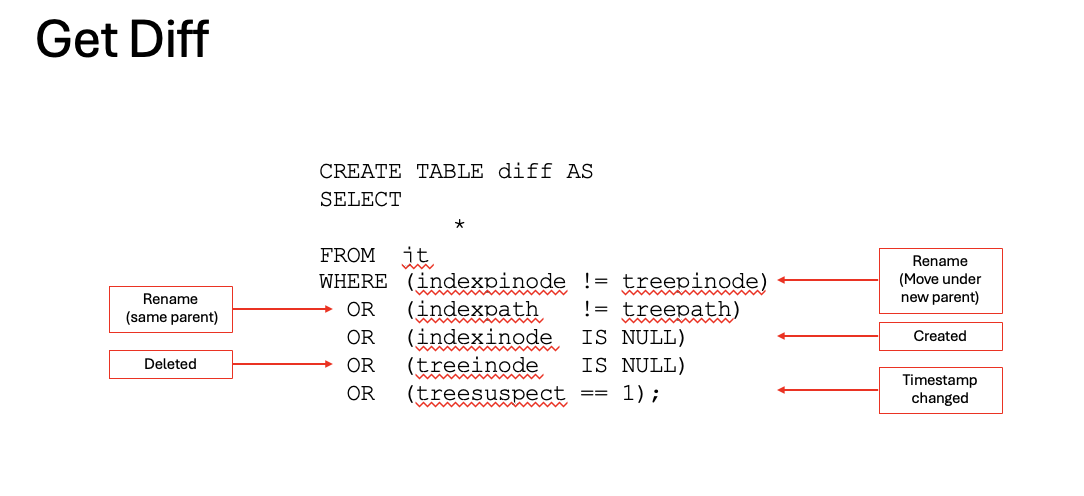 Get Diff
CREATE TABLE diff AS
SELECT
*
FROM jt
WHERE (indexpinode != treepinode)
OR (indexpath != treepath)
OR (indexinode IS NULL)
OR (treeinode IS NULL)
OR (treesuspect == 1);
Rename
(same parent)
Deleted
Rename
(Move under
new parent)
Created
Timestamp
changed